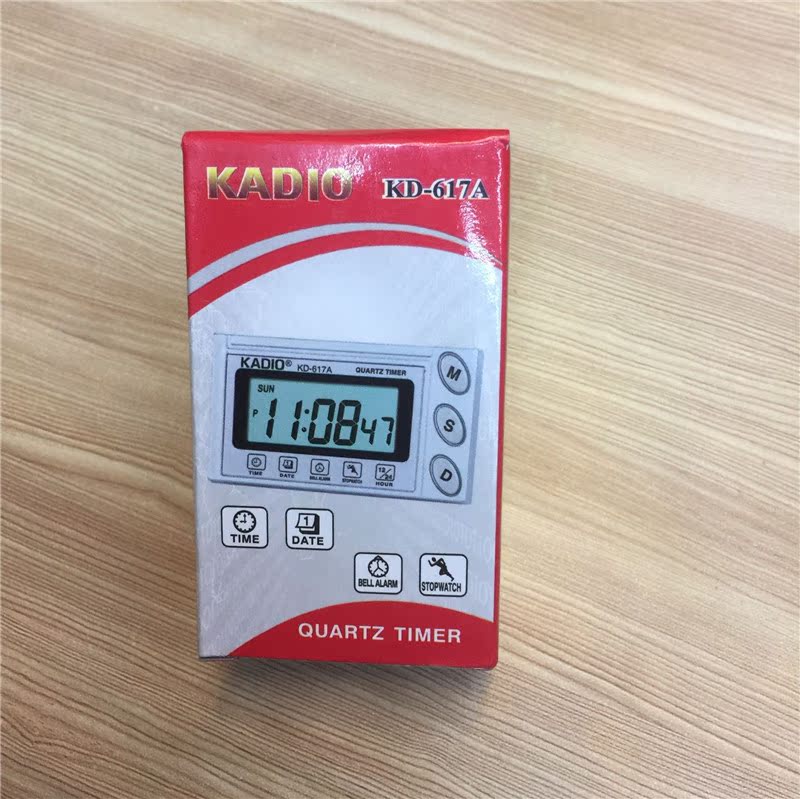 KADIO KD-617A
KADIO® KD-617A QUARTZ TIMER
SUN
P 11:08 47
M
S
D
TIME DATE BELL ALARM STOPWATCH 12/24 HOUR
1
TIME DATE
BELL ALARM STOPWATCH
QUARTZ TIMER